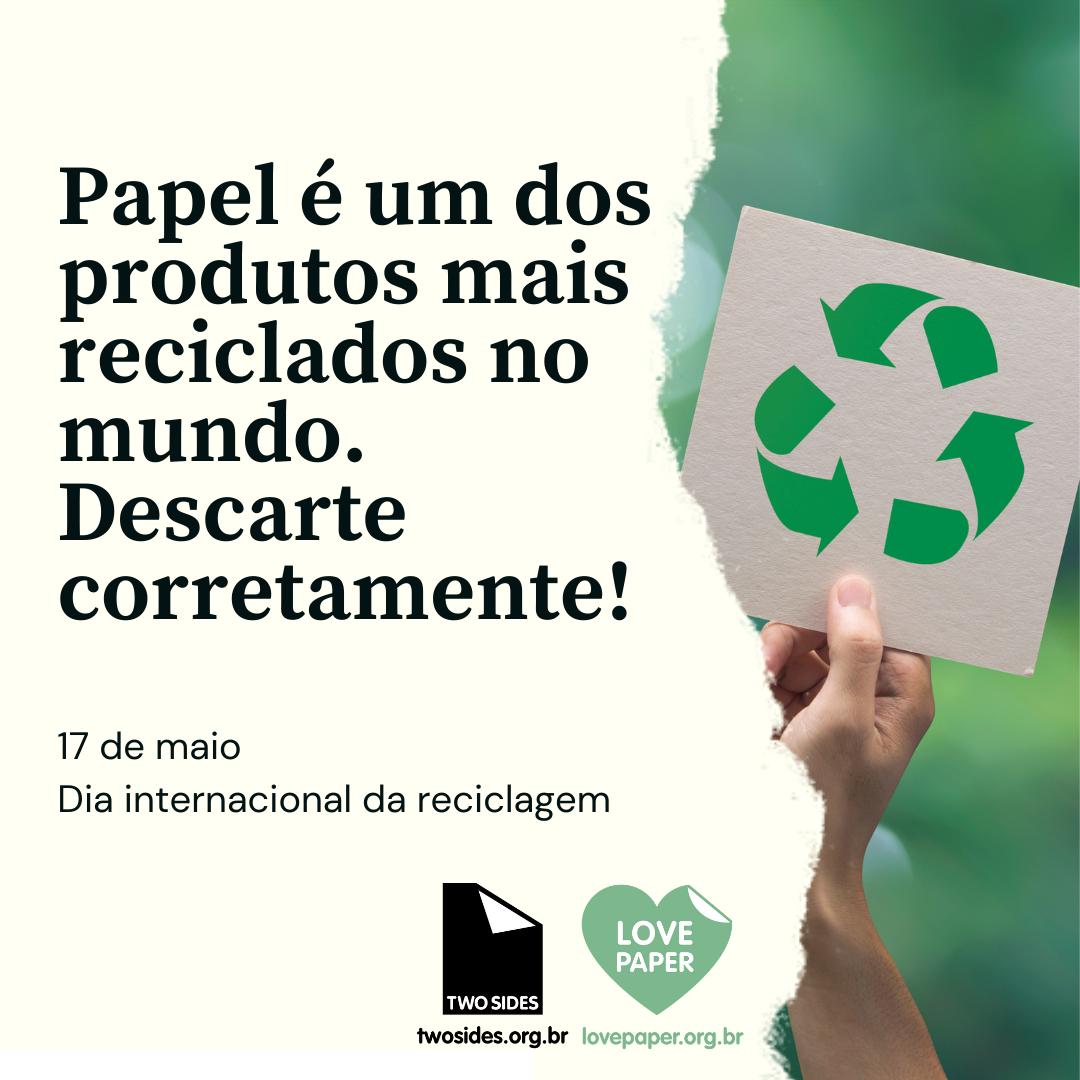 Papel é um dos
produtos mais
reciclados no
mundo.
Descarte
corretamente!
17 de maio
Dia internacional da reciclagem
TWO SIDES
twosides.org.br
LOVE
PAPER
lovepaper.org.br